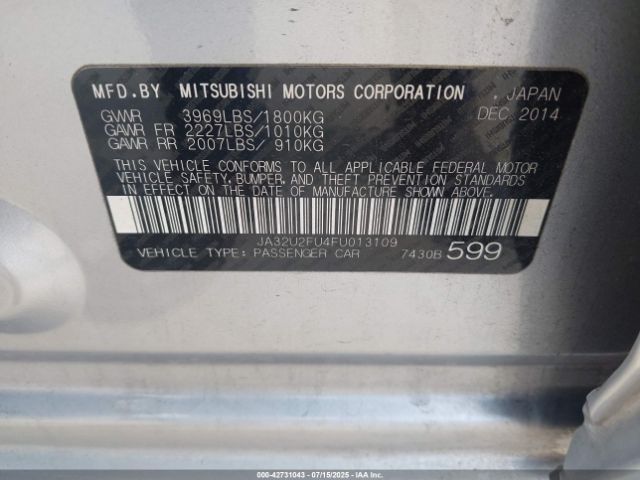 MFD.BY MITSUBISHI MOTORS CORPORATION , JAPAN
GVWR 3969LBS/1800KG DEC 2014
GAWR FR 2227LBS/1010KG
GAWR RR 2007LBS/ 910KG
THIS VEHICLE CONFORMS TO ALL APPLICABLE FEDERAL MOTOR
VEHICLE SAFETY, BUMPER, AND THEFT PREVENTION STANDARDS
IN EFFECT ON THE DATE OF MANUFACTURE SHOWN ABOVE.
JA32U2FU4FU013109
VEHICLE TYPE: PASSENGER CAR 7430B 599
000-42731043 - 07/15/2025 - COPYRIGHT IAA, LLC